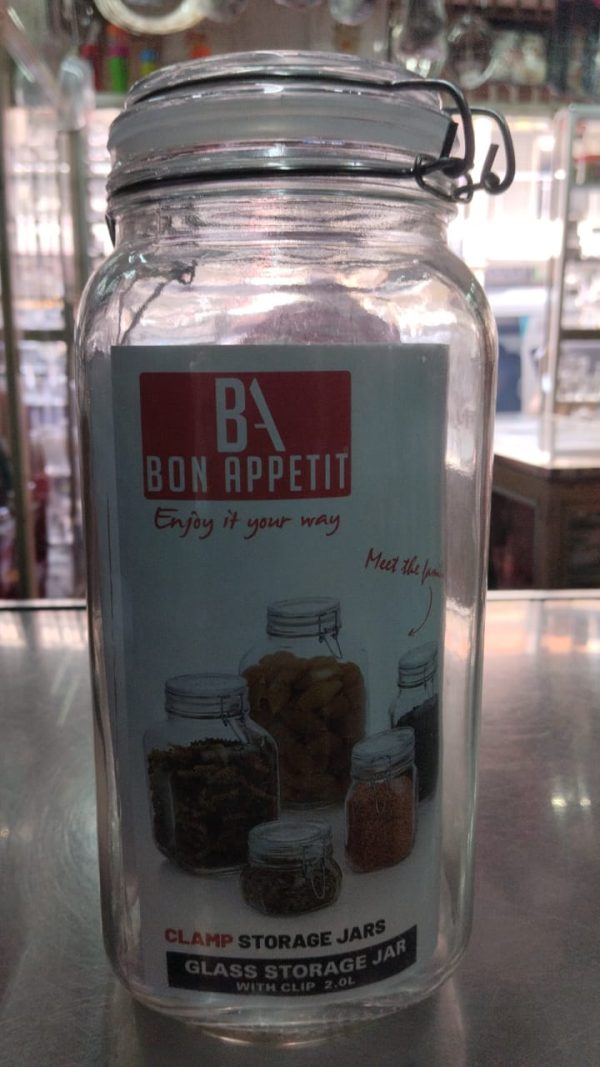 BA
BON APPETIT
Enjoy it your way
Meet the
CLAMP STORAGE JARS
GLASS STORAGE JAR
WITH CLIP 2.0L